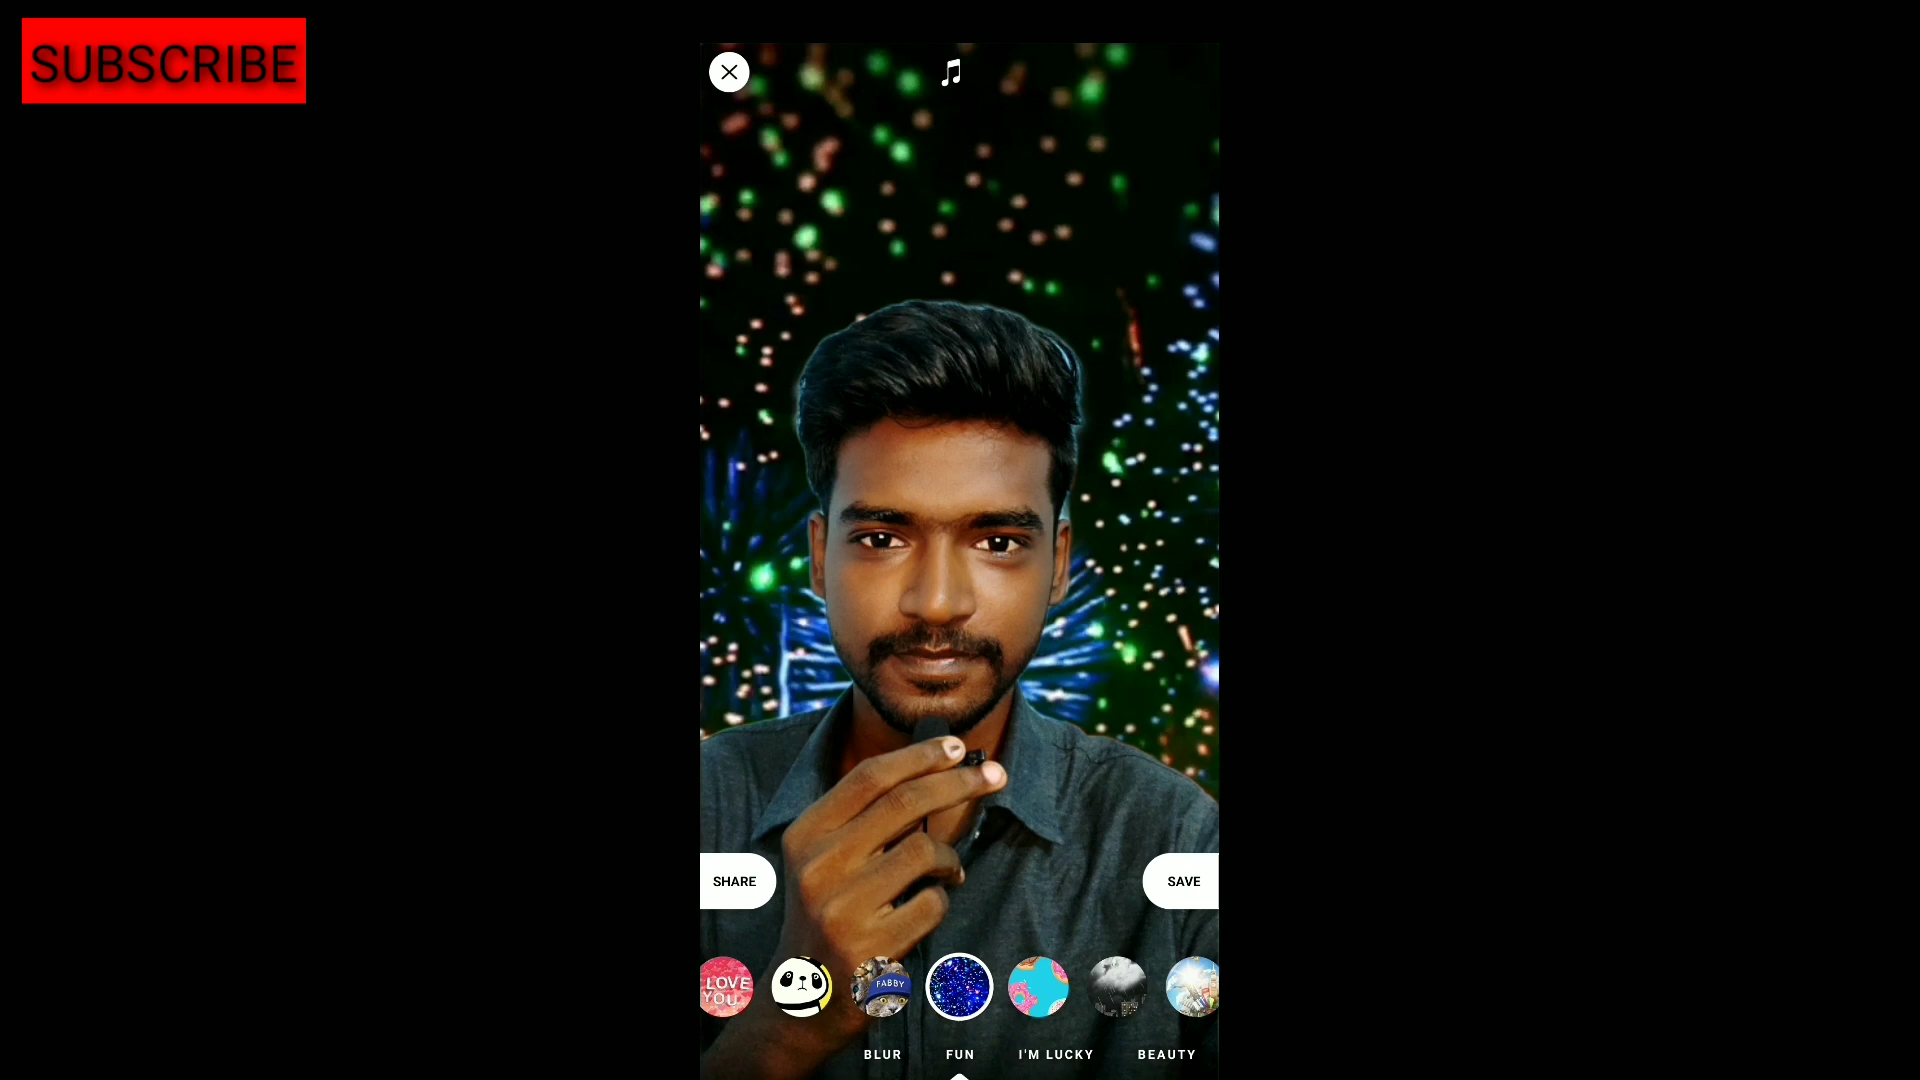 SUBSCRIBE
SHARE
SAVE
LOVE
YOU
FABBY
BLUR FUN I'M LUCKY BEAUTY